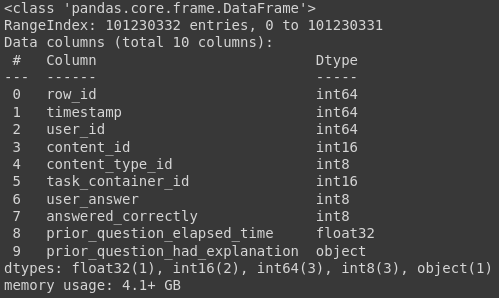 <class 'pandas.core.frame.DataFrame'>
RangeIndex: 101230332 entries, 0 to 101230331
Data columns (total 10 columns):
 #   Column                          Dtype
---  ------                          -----
 0   row_id                          int64
 1   timestamp                       int64
 2   user_id                         int64
 3   content_id                      int16
 4   content_type_id                 int8
 5   task_container_id               int16
 6   user_answer                     int8
 7   answered_correctly              int8
 8   prior_question_elapsed_time     float32
 9   prior_question_had_explanation  object
dtypes: float32(1), int16(2), int64(3), int8(3), object(1)
memory usage: 4.1+ GB